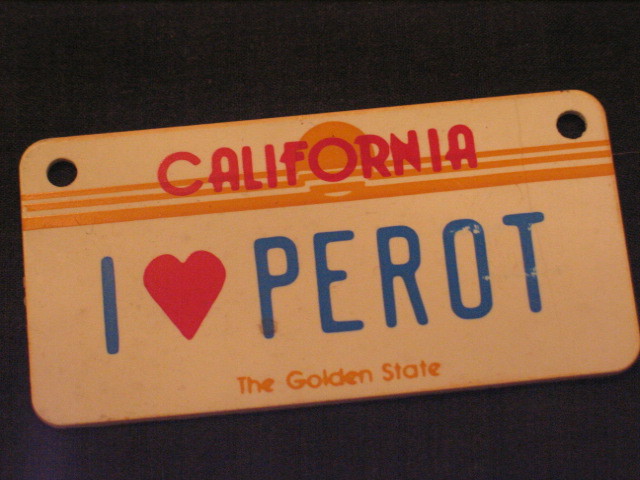 CALIFORNIA
I ♥ PEROT
The Golden State